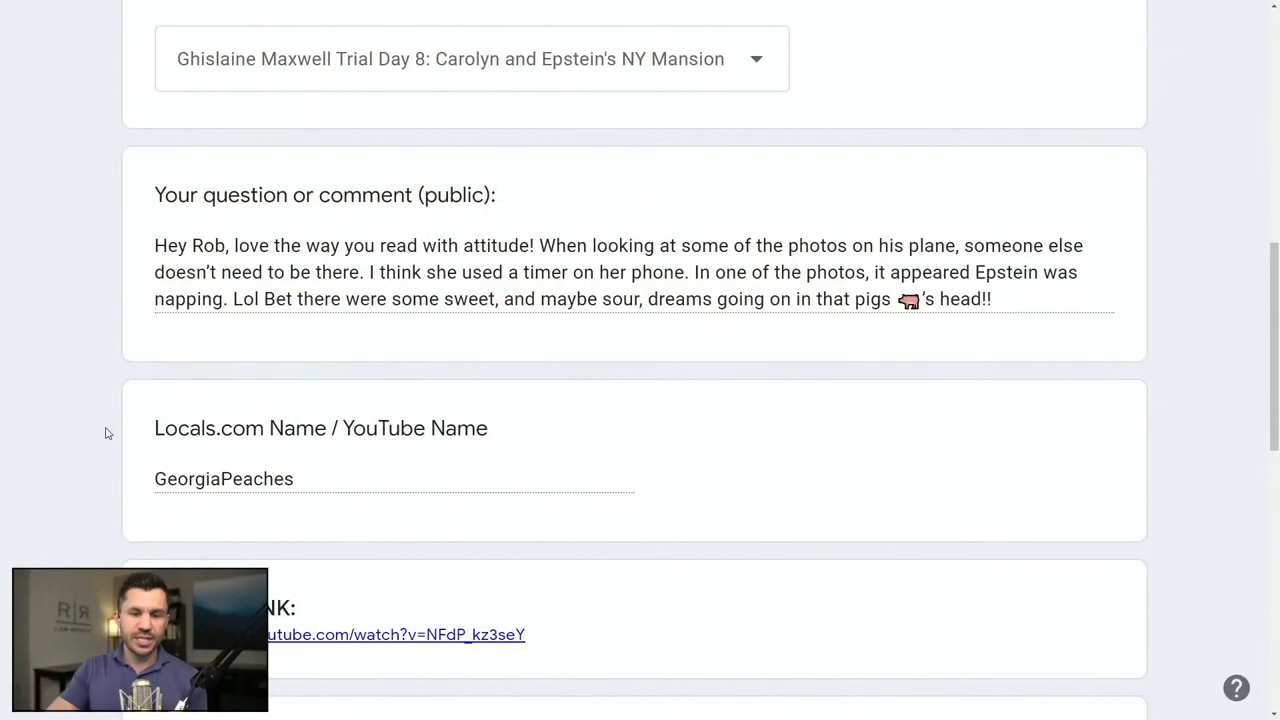 Ghislaine Maxwell Trial Day 8: Carolyn and Epstein's NY Mansion
Your question or comment (public):
Hey Rob, love the way you read with attitude! When looking at some of the photos on his plane, someone else
doesn’t need to be there. I think she used a timer on her phone. In one of the photos, it appeared Epstein was
napping. Lol Bet there were some sweet, and maybe sour, dreams going on in that pigs 🐖’s head!!
Locals.com Name / YouTube Name
GeorgiaPeaches
NK:
utube.com/watch?v=NFdP_kz3seY
R|R